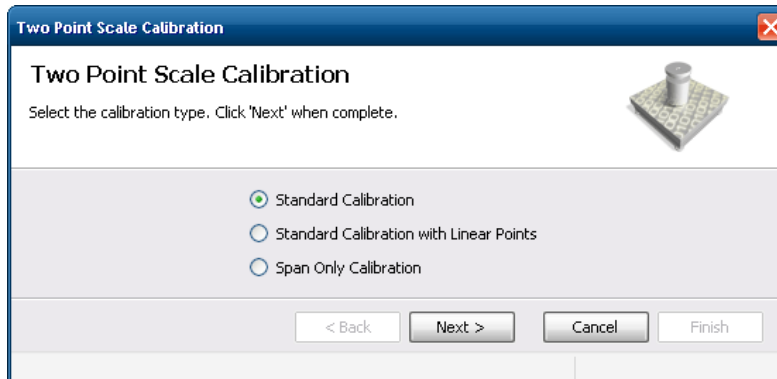 Two Point Scale Calibration
Two Point Scale Calibration
Select the calibration type. Click 'Next' when complete.
Standard Calibration
Standard Calibration with Linear Points
Span Only Calibration
< Back Next > Cancel Finish